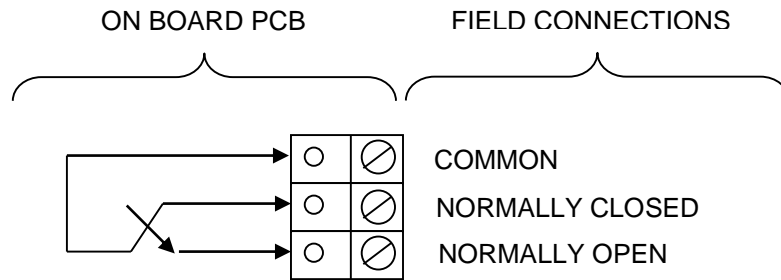 ON BOARD PCB FIELD CONNECTIONS
COMMON
NORMALLY CLOSED
NORMALLY OPEN